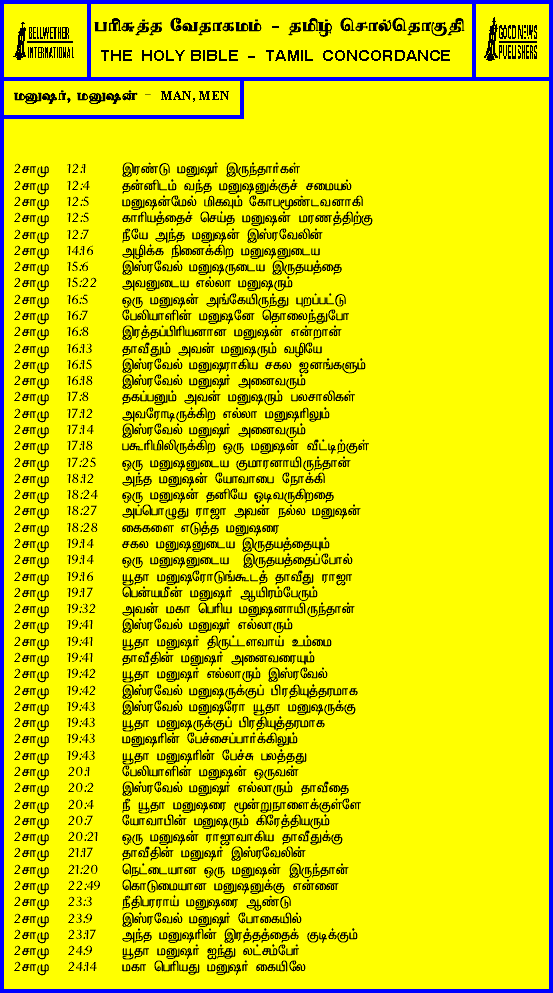 BELLWETHER
INTERNATIONAL
பரிசுத்த வேதாகமம் - தமிழ் சொல்தொகுதி
THE HOLY BIBLE - TAMIL CONCORDANCE
GOOD NEWS
PUBLISHERS
மனுஷர், மனுஷன் - MAN, MEN
2சாமு 12:1 இரண்டு மனுஷர் இருந்தார்கள்
2சாமு 12:4 தன்னிடம் வந்த மனுஷனுக்குச் சமையல்
2சாமு 12:5 மனுஷன்மேல் மிகவும் கோபமூண்டவனாகி
2சாமு 12:5 காரியத்தைச் செய்த மனுஷன் மரணத்திற்கு
2சாமு 12:7 நீயே அந்த மனுஷன் இஸ்ரவேலின்
2சாமு 14:16 அழிக்க நினைக்கிற மனுஷனுடைய
2சாமு 15:6 இஸ்ரவேல் மனுஷருடைய இருதயத்தை
2சாமு 15:22 அவனுடைய எல்லா மனுஷரும்
2சாமு 16:5 ஒரு மனுஷன் அங்கேயிருந்து புறப்பட்டு
2சாமு 16:7 பேலியாளின் மனுஷனே தொலைந்துபோ
2சாமு 16:8 இரத்தப்பிரியனான மனுஷன் என்றான்
2சாமு 16:13 தாவீதும் அவன் மனுஷரும் வழியே
2சாமு 16:15 இஸ்ரவேல் மனுஷராகிய சகல ஜனங்களும்
2சாமு 16:18 இஸ்ரவேல் மனுஷர் அனைவரும்
2சாமு 17:8 தகப்பனும் அவன் மனுஷரும் பலசாலிகள்
2சாமு 17:12 அவரோடிருக்கிற எல்லா மனுஷரிலும்
2சாமு 17:14 இஸ்ரவேல் மனுஷர் அனைவரும்
2சாமு 17:18 பகூரிமிலிருக்கிற ஒரு மனுஷன் வீட்டிற்குள்
2சாமு 17:25 ஒரு மனுஷனுடைய குமாரனாயிருந்தான்
2சாமு 18:12 அந்த மனுஷன் யோவாபை நோக்கி
2சாமு 18:24 ஒரு மனுஷன் தனியே ஓடிவருகிறதை
2சாமு 18:27 அப்பொழுது ராஜா அவன் நல்ல மனுஷன்
2சாமு 18:28 கைகளை எடுத்த மனுஷரை
2சாமு 19:14 சகல மனுஷனுடைய இருதயத்தையும்
2சாமு 19:14 ஒரு மனுஷனுடைய இருதயத்தைப்போல்
2சாமு 19:16 யூதா மனுஷரோடுங்கூடத் தாவீது ராஜா
2சாமு 19:17 பென்யமீன் மனுஷர் ஆயிரம்பேரும்
2சாமு 19:32 அவன் மகா பெரிய மனுஷனாயிருந்தான்
2சாமு 19:41 இஸ்ரவேல் மனுஷர் எல்லாரும்
2சாமு 19:41 யூதா மனுஷர் திருட்டளவாய் உம்மை
2சாமு 19:41 தாவீதின் மனுஷர் அனைவரையும்
2சாமு 19:42 யூதா மனுஷர் எல்லாரும் இஸ்ரவேல்
2சாமு 19:42 இஸ்ரவேல் மனுஷருக்குப் பிரதியுத்தரமாக
2சாமு 19:43 இஸ்ரவேல் மனுஷரோ யூதா மனுஷருக்கு
2சாமு 19:43 யூதா மனுஷருக்குப் பிரதியுத்தரமாக
2சாமு 19:43 மனுஷரின் பேச்சைப்பார்க்கிலும்
2சாமு 19:43 யூதா மனுஷரின் பேச்சு பலத்தது
2சாமு 20:1 பேலியாளின் மனுஷன் ஒருவன்
2சாமு 20:2 இஸ்ரவேல் மனுஷர் எல்லாரும் தாவீதை
2சாமு 20:4 நீ யூதா மனுஷரை மூன்றுநாளைக்குள்ளே
2சாமு 20:7 யோவாபின் மனுஷரும் கிரேத்தியரும்
2சாமு 20:21 ஒரு மனுஷன் ராஜாவாகிய தாவீதுக்கு
2சாமு 21:17 தாவீதின் மனுஷர் இஸ்ரவேலின்
2சாமு 21:20 நெட்டையான ஒரு மனுஷன் இருந்தான்
2சாமு 22:49 கொடுமையான மனுஷனுக்கு என்னை
2சாமு 23:3 நீதிபரராய் மனுஷரை ஆண்டு
2சாமு 23:9 இஸ்ரவேல் மனுஷர் போகையில்
2சாமு 23:17 அந்த மனுஷரின் இரத்தத்தைக் குடிக்கும்
2சாமு 24:9 யூதா மனுஷர் ஐந்து லட்சம்பேர்
2சாமு 24:14 மகா பெரியது மனுஷர் கையிலே